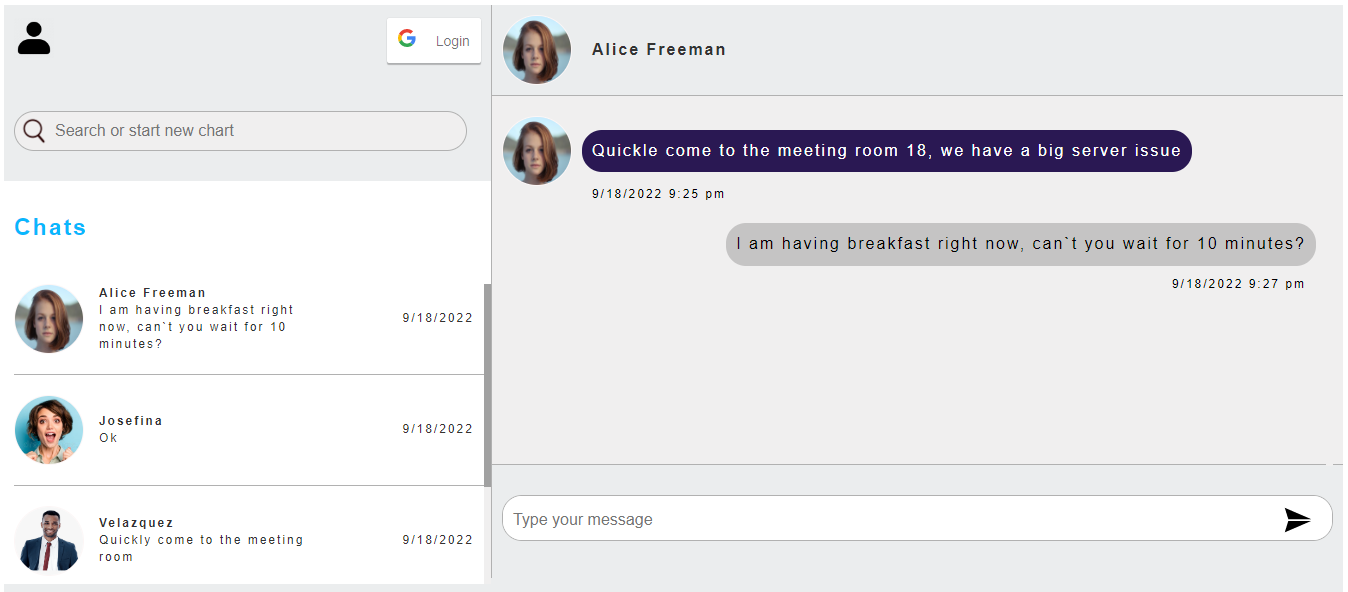 Login
Search or start new chart
Chats
Alice Freeman
I am having breakfast right
now, can`t you wait for 10
minutes?
9/18/2022
Josefina
Ok
9/18/2022
Velazquez
Quickly come to the meeting
room
9/18/2022
Alice Freeman
Quickle come to the meeting room 18, we have a big server issue
9/18/2022 9:25 pm
I am having breakfast right now, can`t you wait for 10 minutes?
9/18/2022 9:27 pm
Type your message